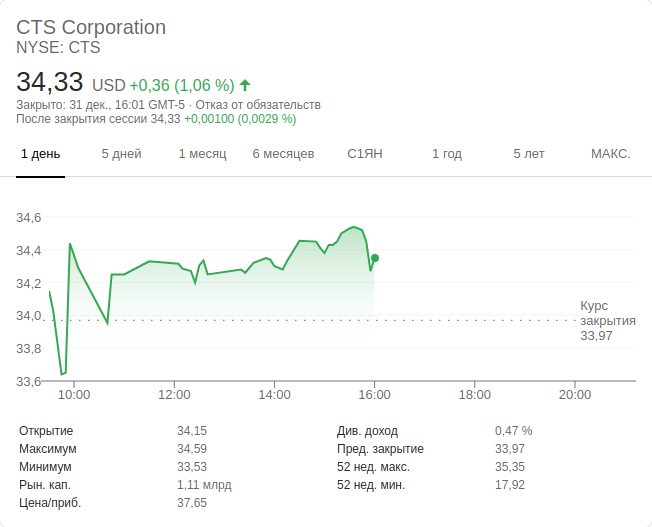 CTS Corporation
NYSE: CTS
34,33 USD +0,36 (1,06 %)
Закрыто: 31 дек., 16:01 GMT-5 · Отказ от обязательств
После закрытия сессии 34,33 +0,00100 (0,0029 %)
1 день 5 дней 1 месяц 6 месяцев С1ЯН 1 год 5 лет МАКС.
34,6
34,4
34,2
34,0
33,8
33,6
Курс
закрытия
33,97
10:00 12:00 14:00 16:00 18:00 20:00
Открытие 34,15 Див. доход 0,47 %
Максимум 34,59 Пред. закрытие 33,97
Минимум 33,53 52 нед. макс. 35,35
Рын. кап. 1,11 млрд 52 нед. мин. 17,92
Цена/приб. 37,65